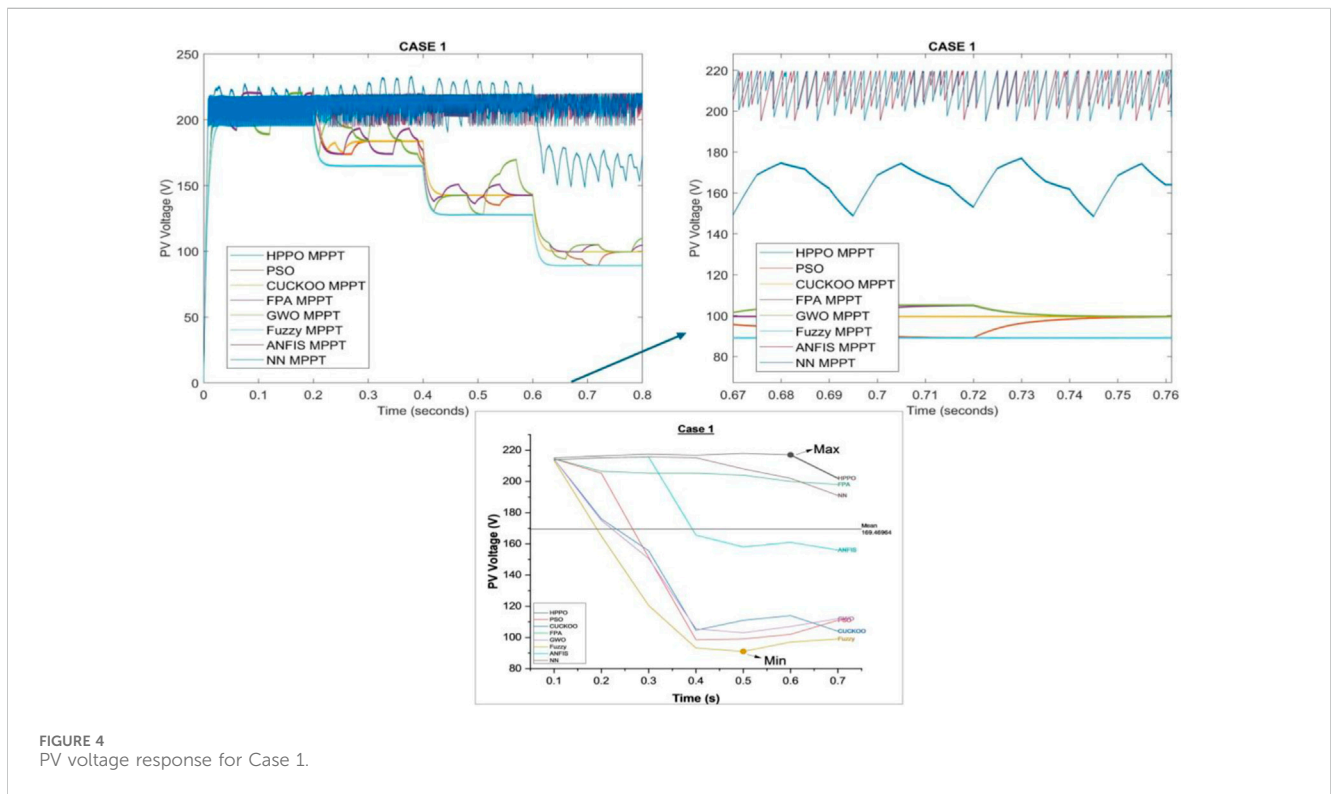 CASE 1
250
200
150
100
50
0
PV Voltage (V)
HPPO MPPT
PSO
CUCKOO MPPT
FPA MPPT
GWO MPPT
Fuzzy MPPT
ANFIS MPPT
NN MPPT
0 0.1 0.2 0.3 0.4 0.5 0.6 0.7 0.8
Time (seconds)
CASE 1
220
200
180
160
140
120
100
80
PV Voltage (V)
HPPO MPPT
PSO
CUCKOO MPPT
FPA MPPT
GWO MPPT
Fuzzy MPPT
ANFIS MPPT
NN MPPT
0.67 0.68 0.69 0.7 0.71 0.72 0.73 0.74 0.75 0.76
Time (seconds)
Case 1
220
200
180
160
140
120
100
80
PV Voltage (V)
Max
HPPO
FPA
NN
Mean
169.46964
ANFIS
PSO
CUCKOO
Fuzzy
Min
HPPO
PSO
CUCKOO
FPA
GWO
Fuzzy
ANFIS
NN
0.1 0.2 0.3 0.4 0.5 0.6 0.7
Time (s)
FIGURE 4
PV voltage response for Case 1.